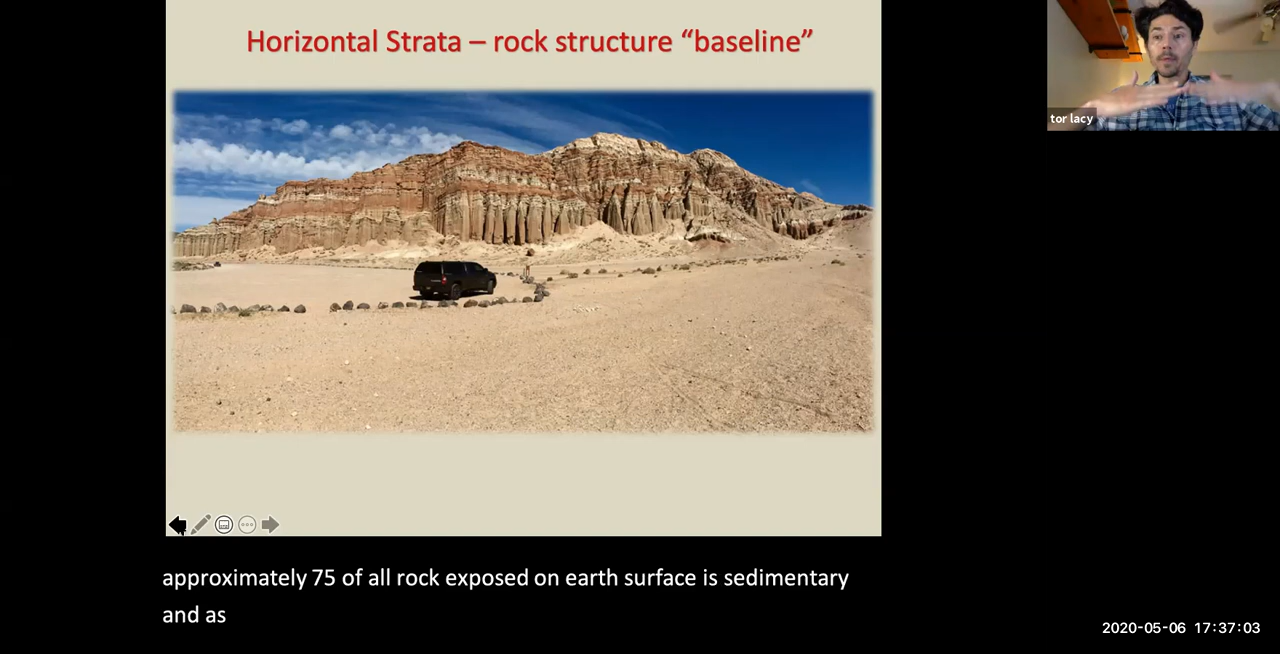 Horizontal Strata – rock structure “baseline”
tor lacy
approximately 75 of all rock exposed on earth surface is sedimentary
and as
2020-05-06 17:37:03